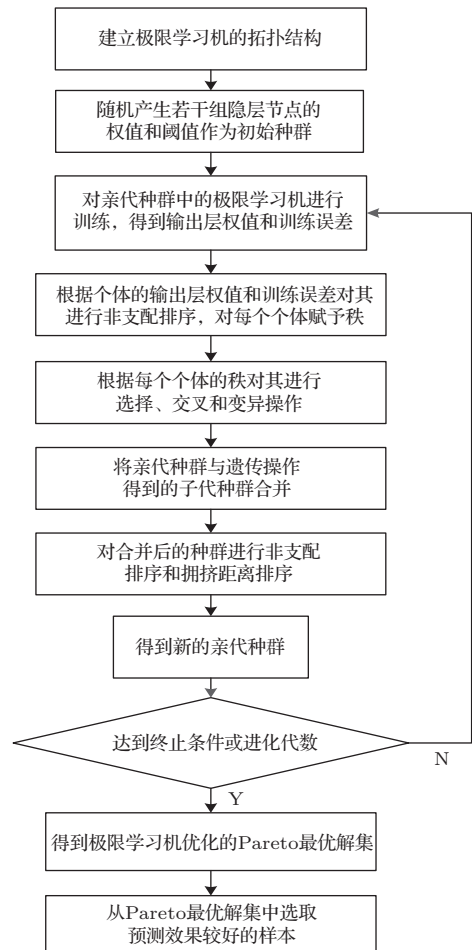 建立极限学习机的拓扑结构
随机产生若干组隐层节点的
权值和阈值作为初始种群
对亲代种群中的极限学习机进行
训练，得到输出层权值和训练误差
根据个体的输出层权值和训练误差对其
进行非支配排序，对每个个体赋予秩
根据每个个体的秩对其进行
选择、交叉和变异操作
将亲代种群与遗传操作
得到的子代种群合并
对合并后的种群进行非支配
排序和拥挤距离排序
得到新的亲代种群
达到终止条件或进化代数
N
Y
得到极限学习机优化的Pareto最优解集
从Pareto最优解集中选取
预测效果较好的样本